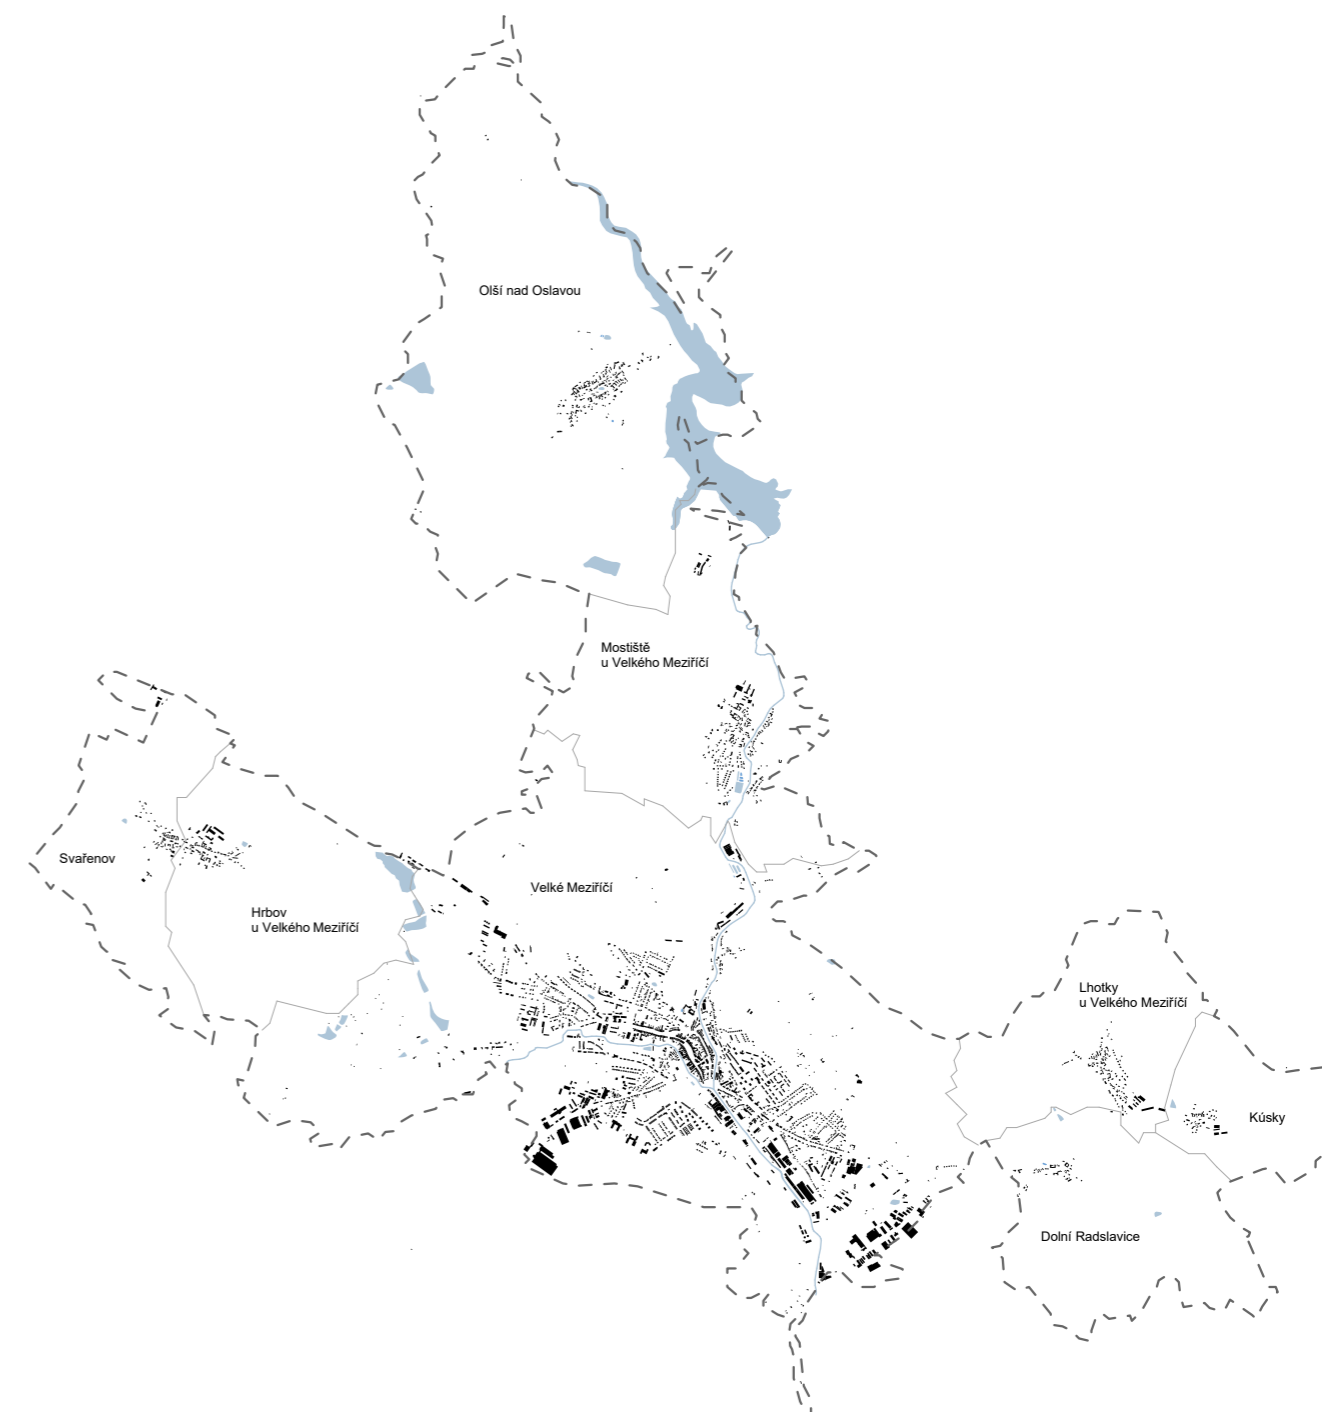 Olší nad Oslavou
Mostiště
u Velkého Meziříčí
Svařenov
Velké Meziříčí
Hrbov
u Velkého Meziříčí
Lhotky
u Velkého Meziříčí
Kúsky
Dolní Radslavice